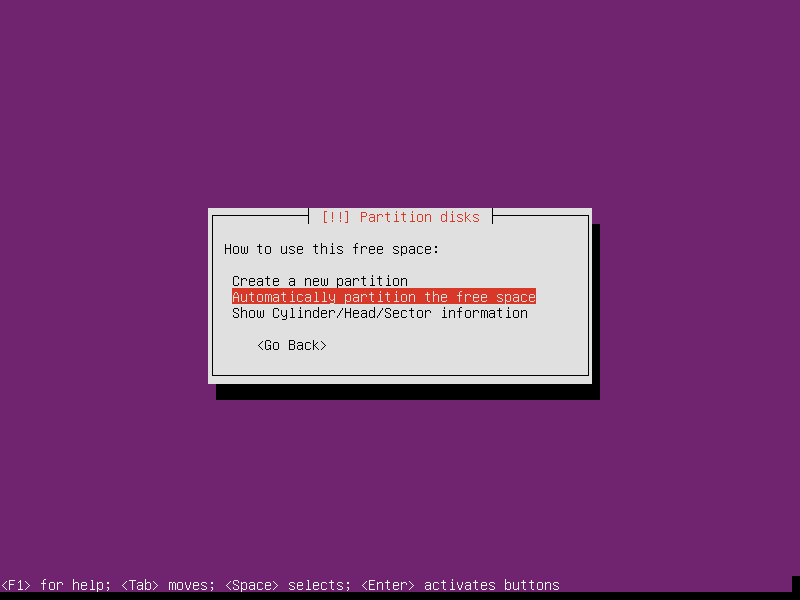 [!!] Partition disks
How to use this free space:
Create a new partition
Automatically partition the free space
Show Cylinder/Head/Sector information
<Go Back>
<F1> for help; <Tab> moves; <Space> selects; <Enter> activates buttons